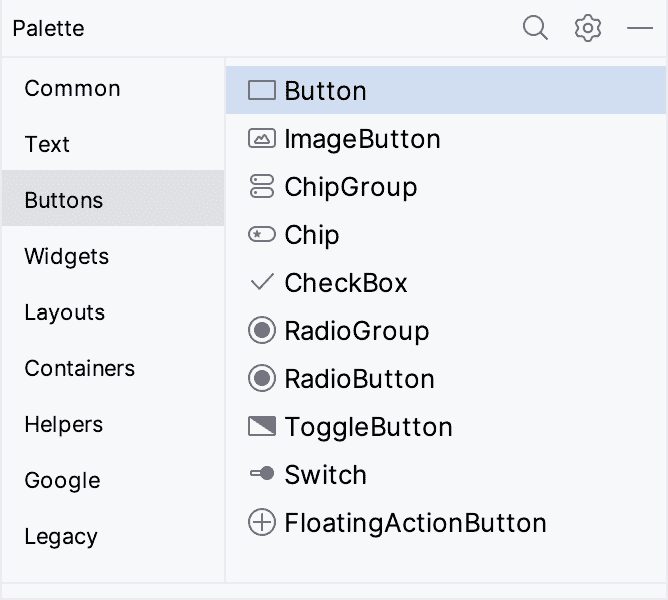 Palette
Common
Text
Buttons
Widgets
Layouts
Containers
Helpers
Google
Legacy
Button
ImageButton
ChipGroup
Chip
CheckBox
RadioGroup
RadioButton
ToggleButton
Switch
FloatingActionButton